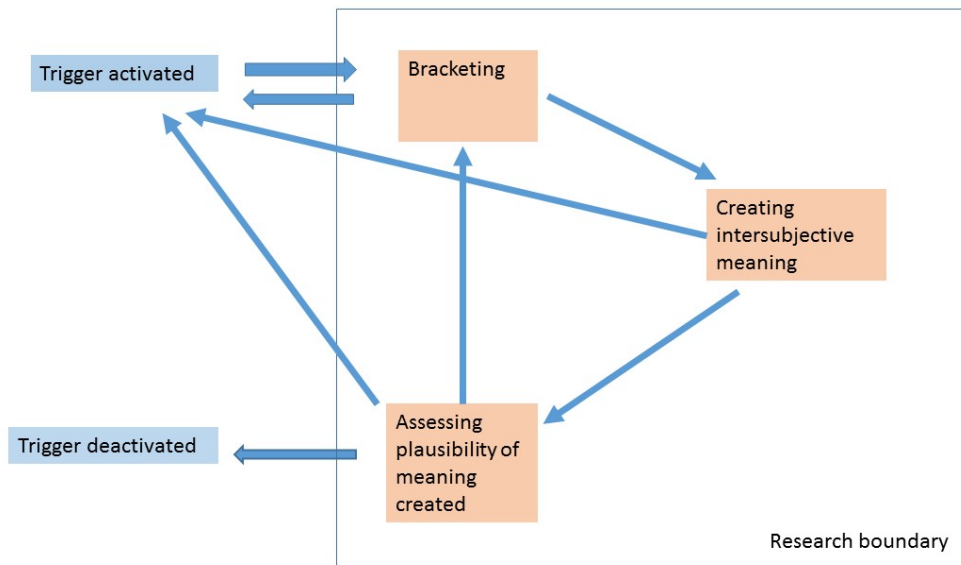 Trigger activated
Bracketing
Creating
intersubjective
meaning
Assessing
plausibility of
meaning
created
Trigger deactivated
Research boundary